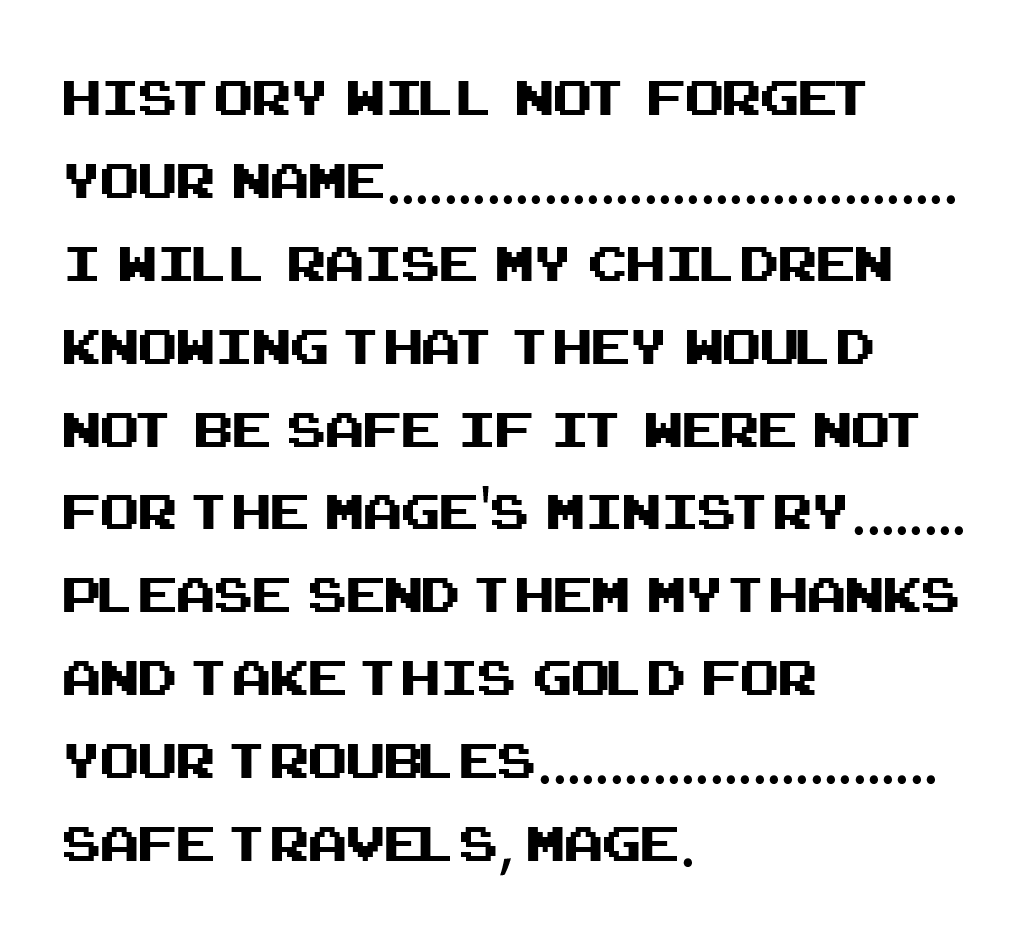 HISTORY WILL NOT FORGET
YOUR NAME........................................
I WILL RAISE MY CHILDREN
KNOWING THAT THEY WOULD
NOT BE SAFE IF IT WERE NOT
FOR THE MAGE'S MINISTRY........
PLEASE SEND THEM MY THANKS
AND TAKE THIS GOLD FOR
YOUR TROUBLES............................
SAFE TRAVELS, MAGE.